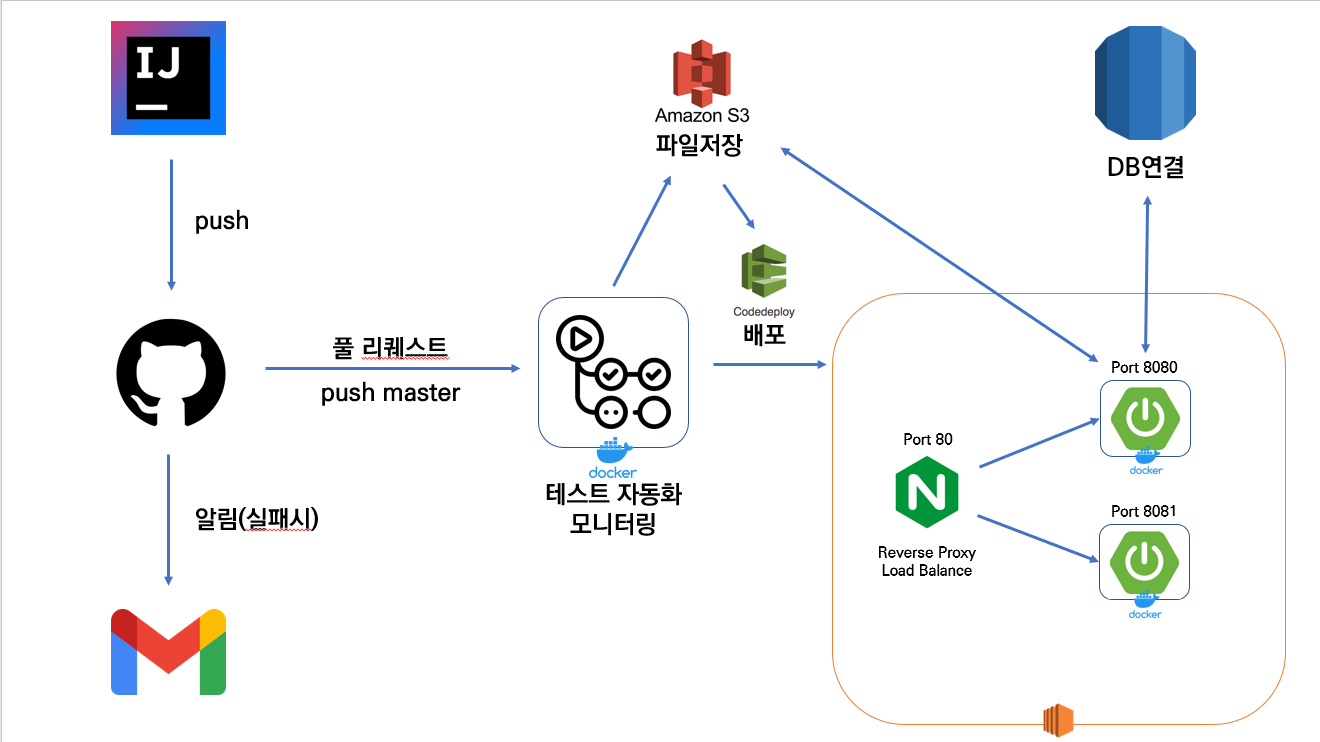 IJ
push
풀 리퀘스트
push master
알림(실패시)
Amazon S3
파일저장
Codedeploy
배포
docker
테스트 자동화
모니터링
DB연결
Port 80
N
Reverse Proxy
Load Balance
Port 8080
docker
Port 8081
docker